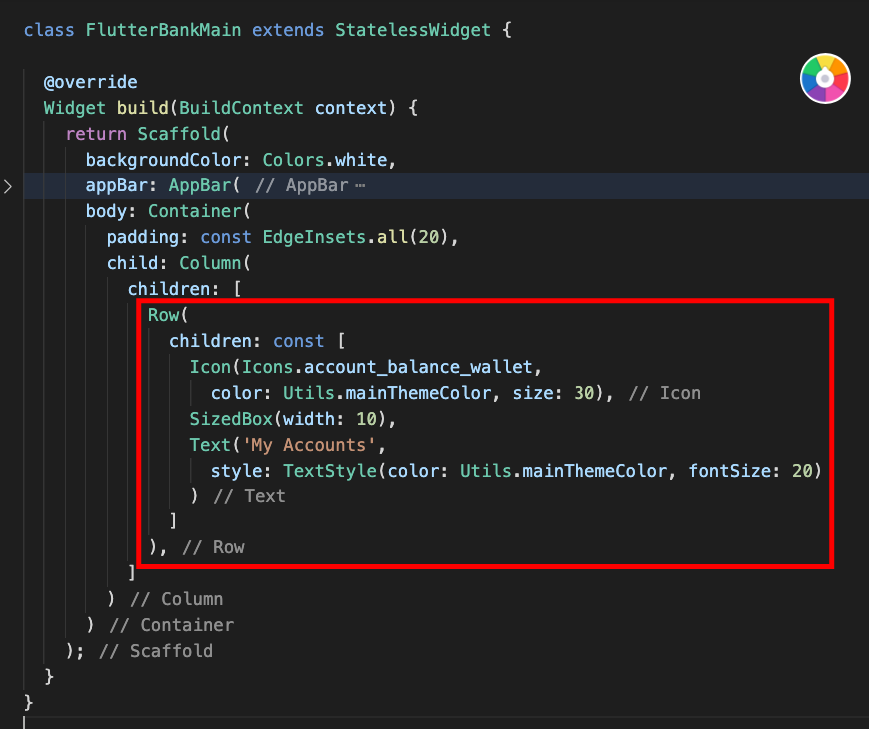 class FlutterBankMain extends StatelessWidget {
@override
Widget build(BuildContext context) {
return Scaffold(
backgroundColor: Colors.white,
appBar: AppBar( // AppBar ⋯
body: Container(
padding: const EdgeInsets.all(20),
child: Column(
children: [
Row(
children: const [
Icon(Icons.account_balance_wallet,
color: Utils.mainThemeColor, size: 30), // Icon
SizedBox(width: 10),
Text('My Accounts',
style: TextStyle(color: Utils.mainThemeColor, fontSize: 20)
) // Text
]
), // Row
]
) // Column
) // Container
); // Scaffold
}
}